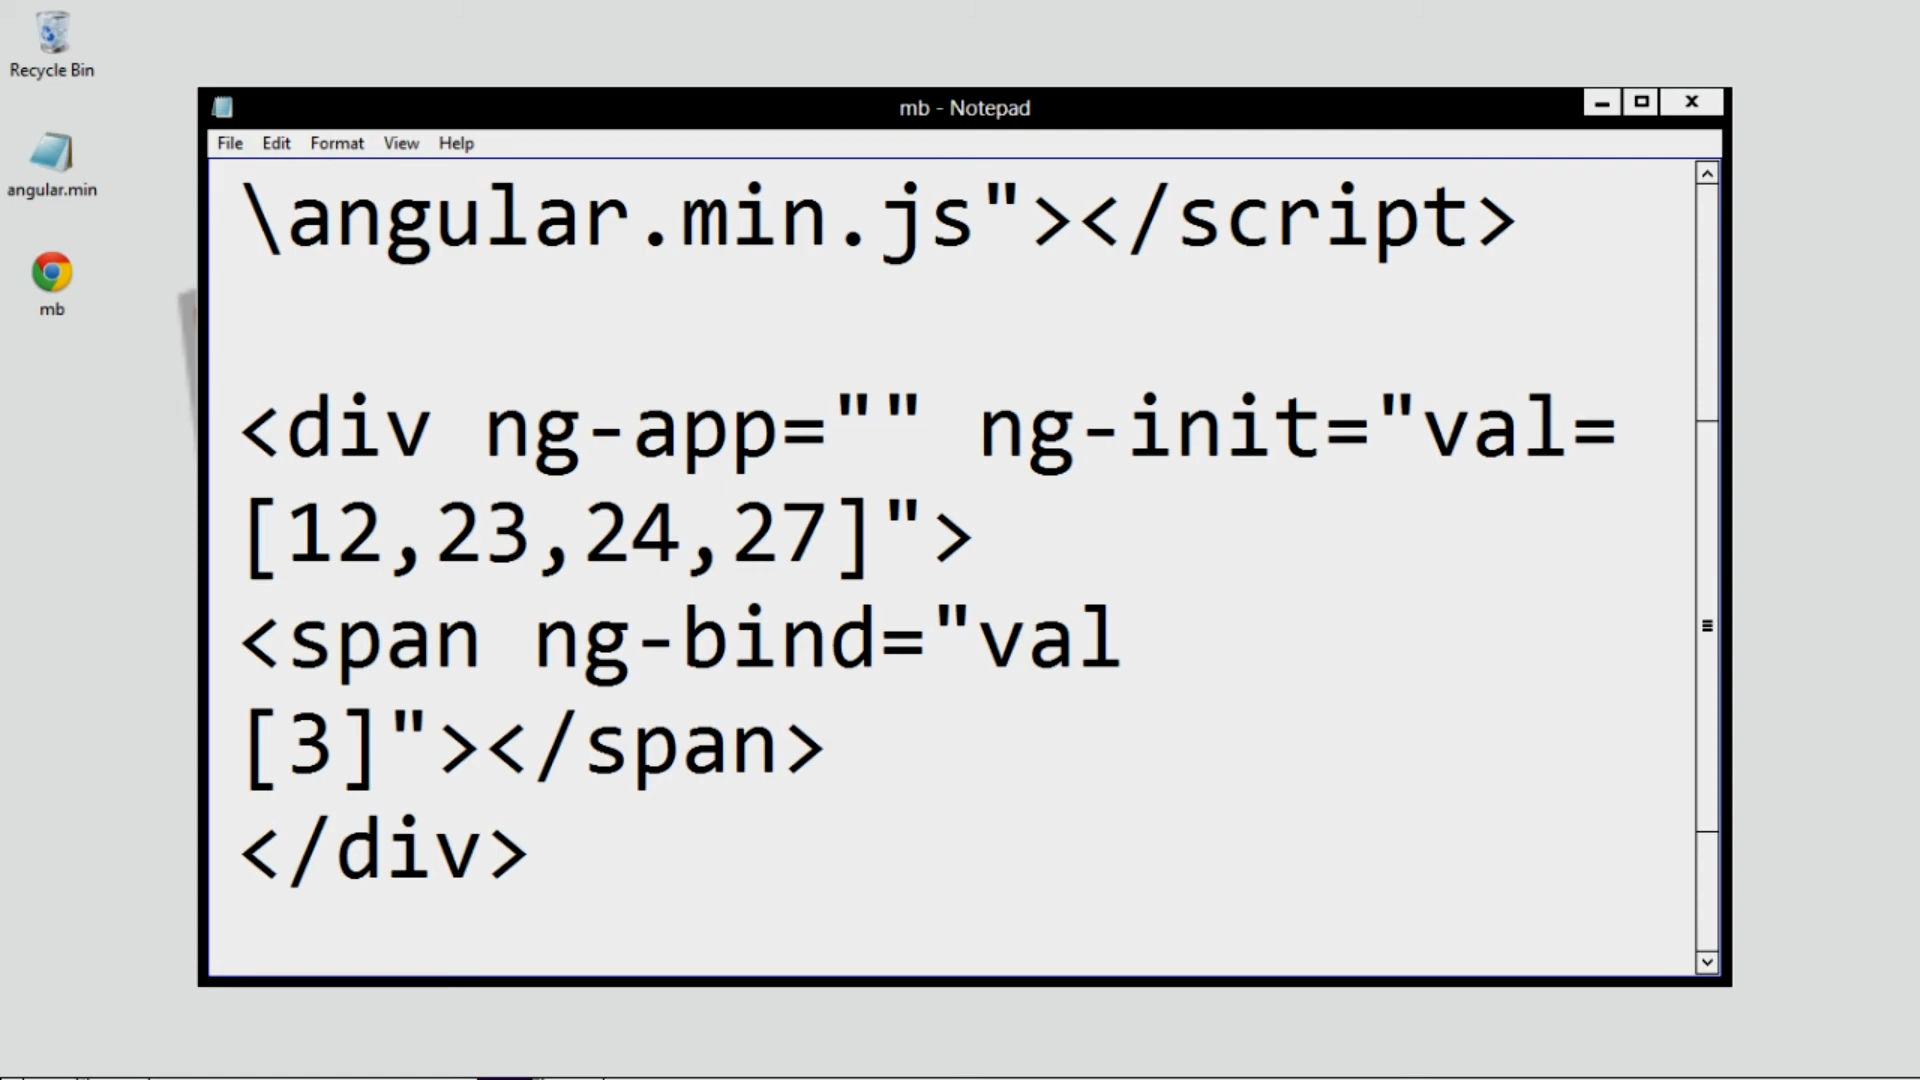 Recycle Bin
angular.min
mb
mb - Notepad
File Edit Format View Help
\angular.min.js"></script>
<div ng-app="" ng-init="val=
[12,23,24,27]">
<span ng-bind="val
[3]"></span>
</div>